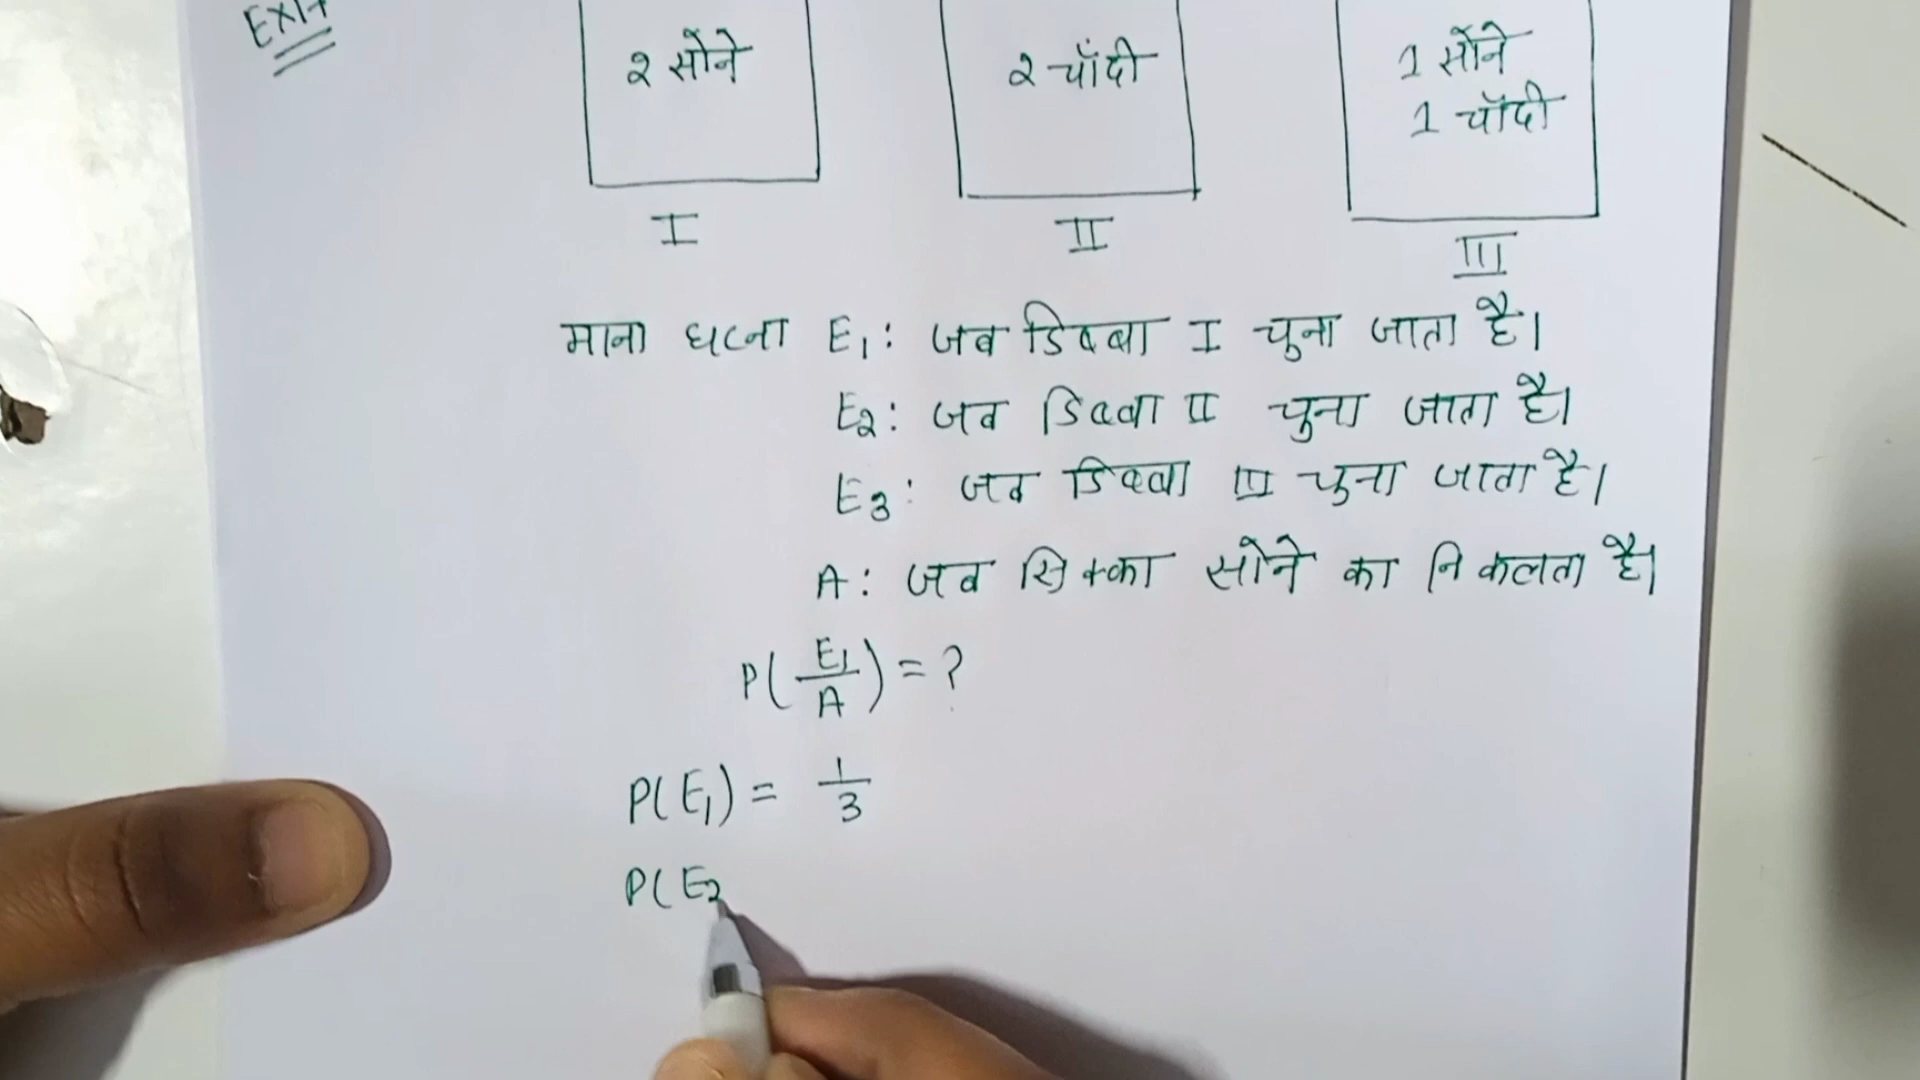 2 सोने 2 चाँदी 1 सोने
1 चाँदी
I II III
माना घटना E₁: जब डिब्बा I चुना जाता है।
E₂: जब डिब्बा II चुना जाता है।
E₃: जब डिब्बा III चुना जाता है।
A: जब सिक्का सोने का निकलता है।
P(E₁/A) = ?
P(E₁) = 1/3
P(E₂